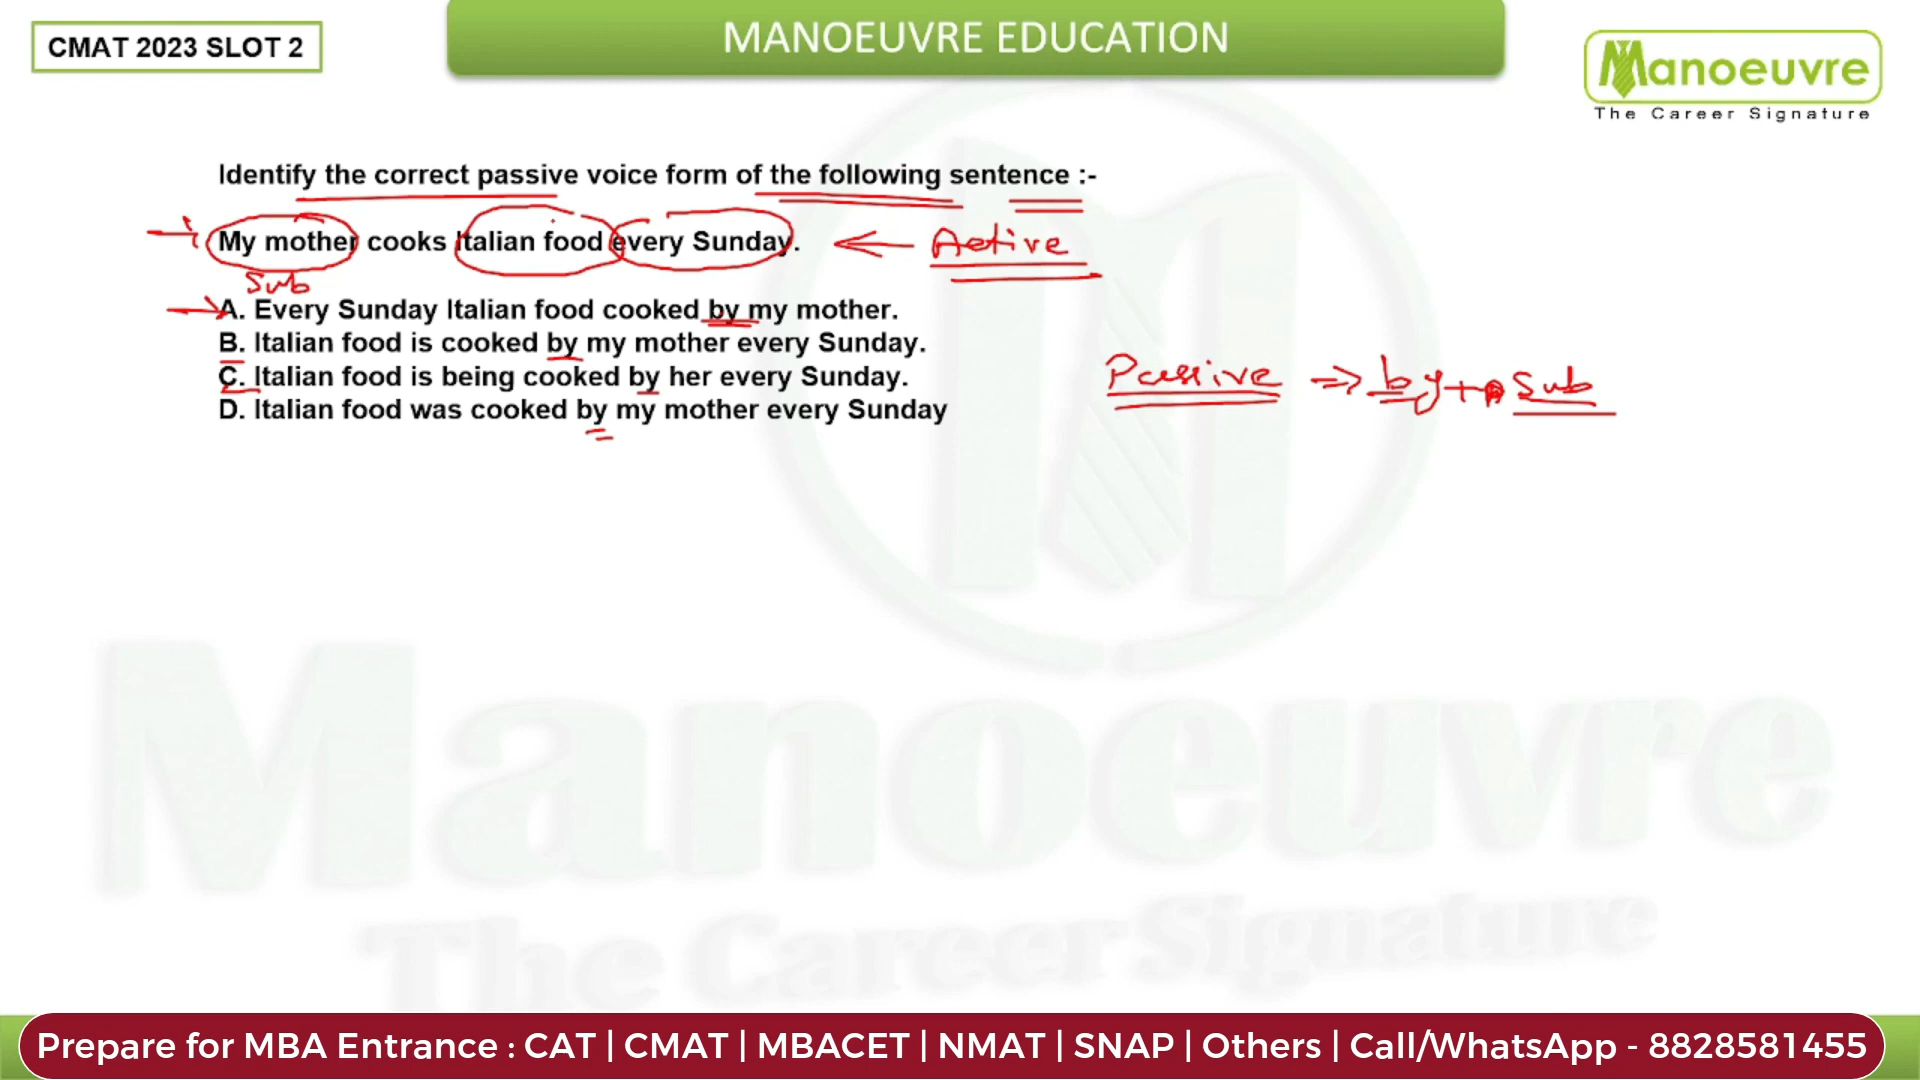 CMAT 2023 SLOT 2
MANOEUVRE EDUCATION
Manoeuvre
The Career Signature
Identify the correct passive voice form of the following sentence :-
My mother cooks Italian food every Sunday.
Active
Sub
A. Every Sunday Italian food cooked by my mother.
B. Italian food is cooked by my mother every Sunday.
C. Italian food is being cooked by her every Sunday.
D. Italian food was cooked by my mother every Sunday
Passive ⇒ by + Sub
Manoeuvre
The Career Signature
Prepare for MBA Entrance : CAT | CMAT | MBACET | NMAT | SNAP | Others | Call/WhatsApp - 8828581455